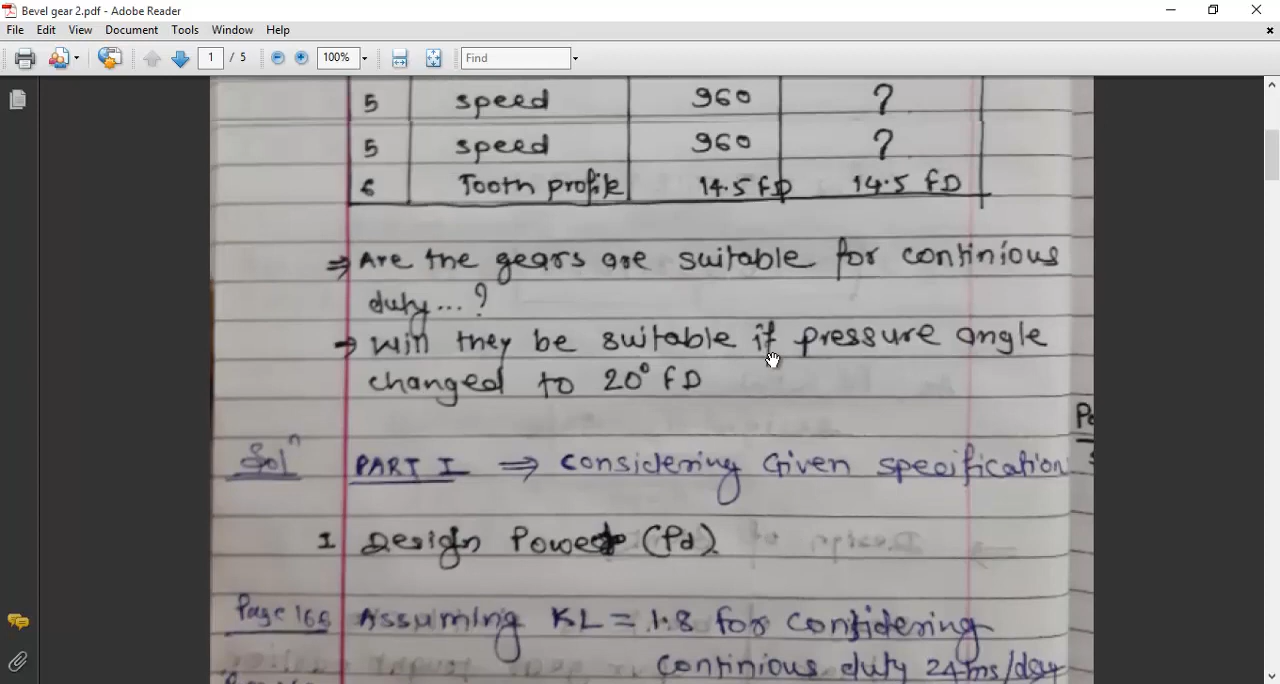 Bevel gear 2.pdf - Adobe Reader
File Edit View Document Tools Window Help
1 / 5 100% Find
5 speed 960 ?
5 speed 960 ?
6 Tooth profile 14.5 FD 14.5 FD
⇒ Are the gears are suitable for continious
duty...?
→ Will they be suitable if pressure angle
changed to 20° FD
Solⁿ PART I ⇒ Considering Given specification
1 Design Power (Pd)
Page 165 Assuming KL = 1.8 for considering
continious duty 24 /day